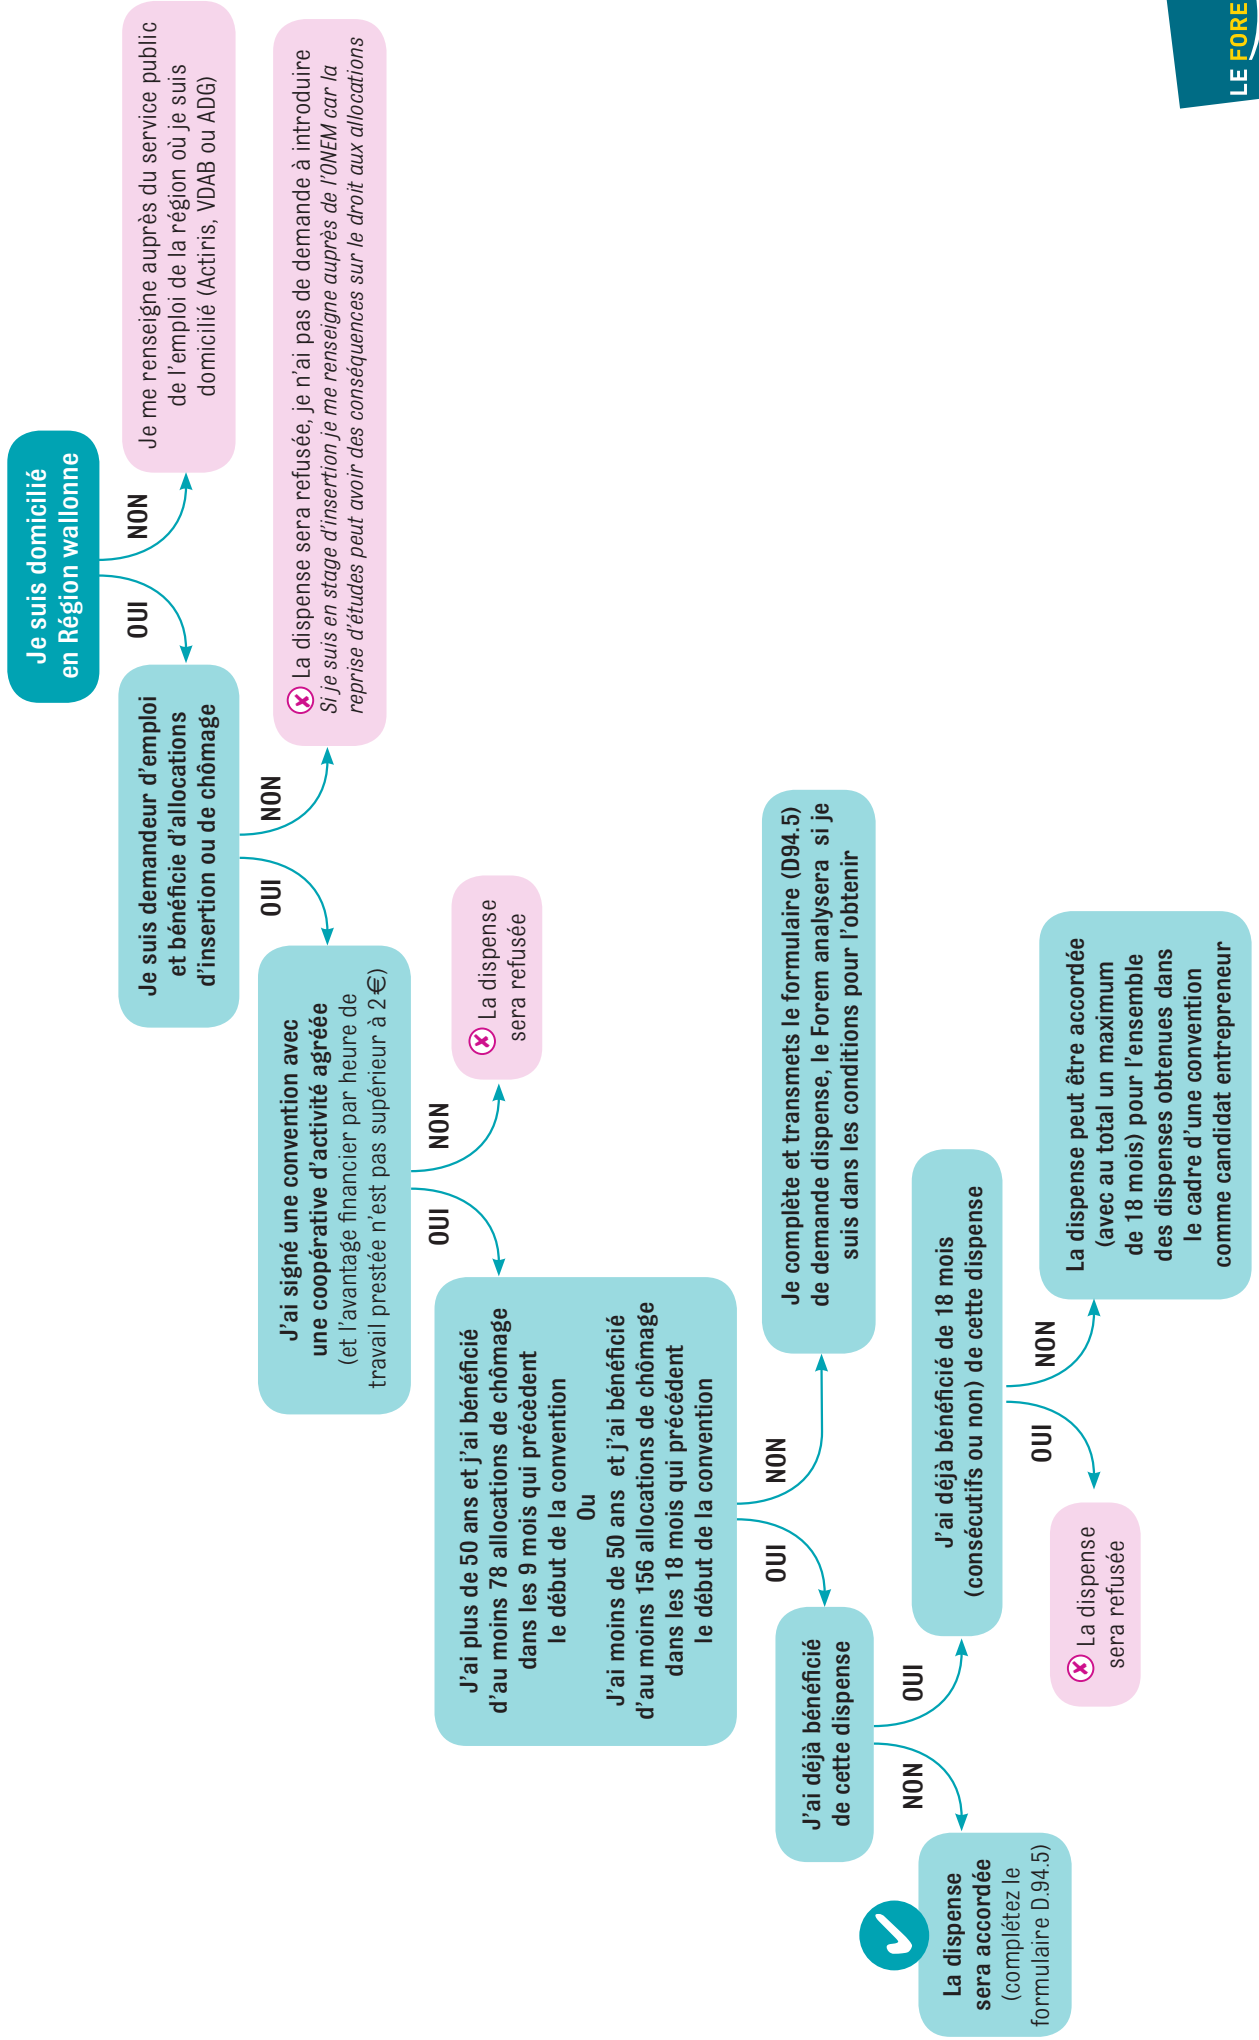 Je suis domicilié
en Région wallonne
NON
Je me renseigne auprès du service public
de l'emploi de la région où je suis
domicilié (Actiris, VDAB ou ADG)
OUI
Je suis demandeur d'emploi
et bénéficie d'allocations
d'insertion ou de chômage
NON
La dispense sera refusée, je n'ai pas de demande à introduire
Si je suis en stage d'insertion je me renseigne auprès de l'ONEM car la
reprise d'études peut avoir des conséquences sur le droit aux allocations
OUI
J'ai signé une convention avec
une coopérative d'activité agréée
(et l'avantage financier par heure de
travail prestée n'est pas supérieur à 2€)
NON
La dispense
sera refusée
OUI
J'ai plus de 50 ans et j'ai bénéficié
d'au moins 78 allocations de chômage
dans les 9 mois qui précèdent
le début de la convention
Ou
J'ai moins de 50 ans et j'ai bénéficié
d'au moins 156 allocations de chômage
dans les 18 mois qui précédent
le début de la convention
NON
Je complète et transmets le formulaire (D94.5)
de demande dispense, le Forem analysera si je
suis dans les conditions pour l'obtenir
OUI
J'ai déjà bénéficié
de cette dispense
OUI
J'ai déjà bénéficié de 18 mois
(consécutifs ou non) de cette dispense
NON
La dispense peut être accordée
(avec au total un maximum
de 18 mois) pour l'ensemble
des dispenses obtenues dans
le cadre d'une convention
comme candidat entrepreneur
OUI
La dispense
sera refusée
NON
La dispense
sera accordée
(complétez le
formulaire D.94.5)
LE FORE